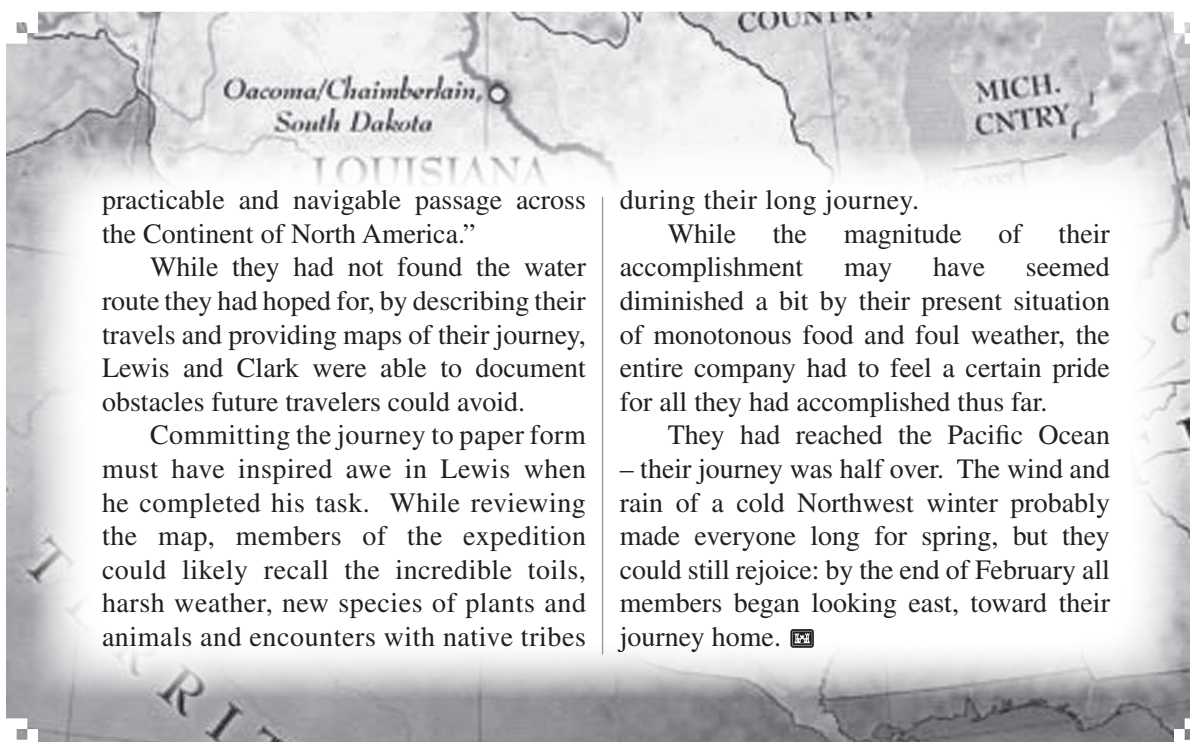 COUNTRY
Oacoma/Chaimberlain,
South Dakota
MICH.
CNTRY
LOUISIANA
practicable and navigable passage across
the Continent of North America.”
While they had not found the water
route they had hoped for, by describing their
travels and providing maps of their journey,
Lewis and Clark were able to document
obstacles future travelers could avoid.
Committing the journey to paper form
must have inspired awe in Lewis when
he completed his task.  While reviewing
the map, members of the expedition
could likely recall the incredible toils,
harsh weather, new species of plants and
animals and encounters with native tribes
during their long journey.
While the magnitude of their
accomplishment may have seemed
diminished a bit by their present situation
of monotonous food and foul weather, the
entire company had to feel a certain pride
for all they had accomplished thus far.
They had reached the Pacific Ocean
– their journey was half over.  The wind and
rain of a cold Northwest winter probably
made everyone long for spring, but they
could still rejoice: by the end of February all
members began looking east, toward their
journey home.